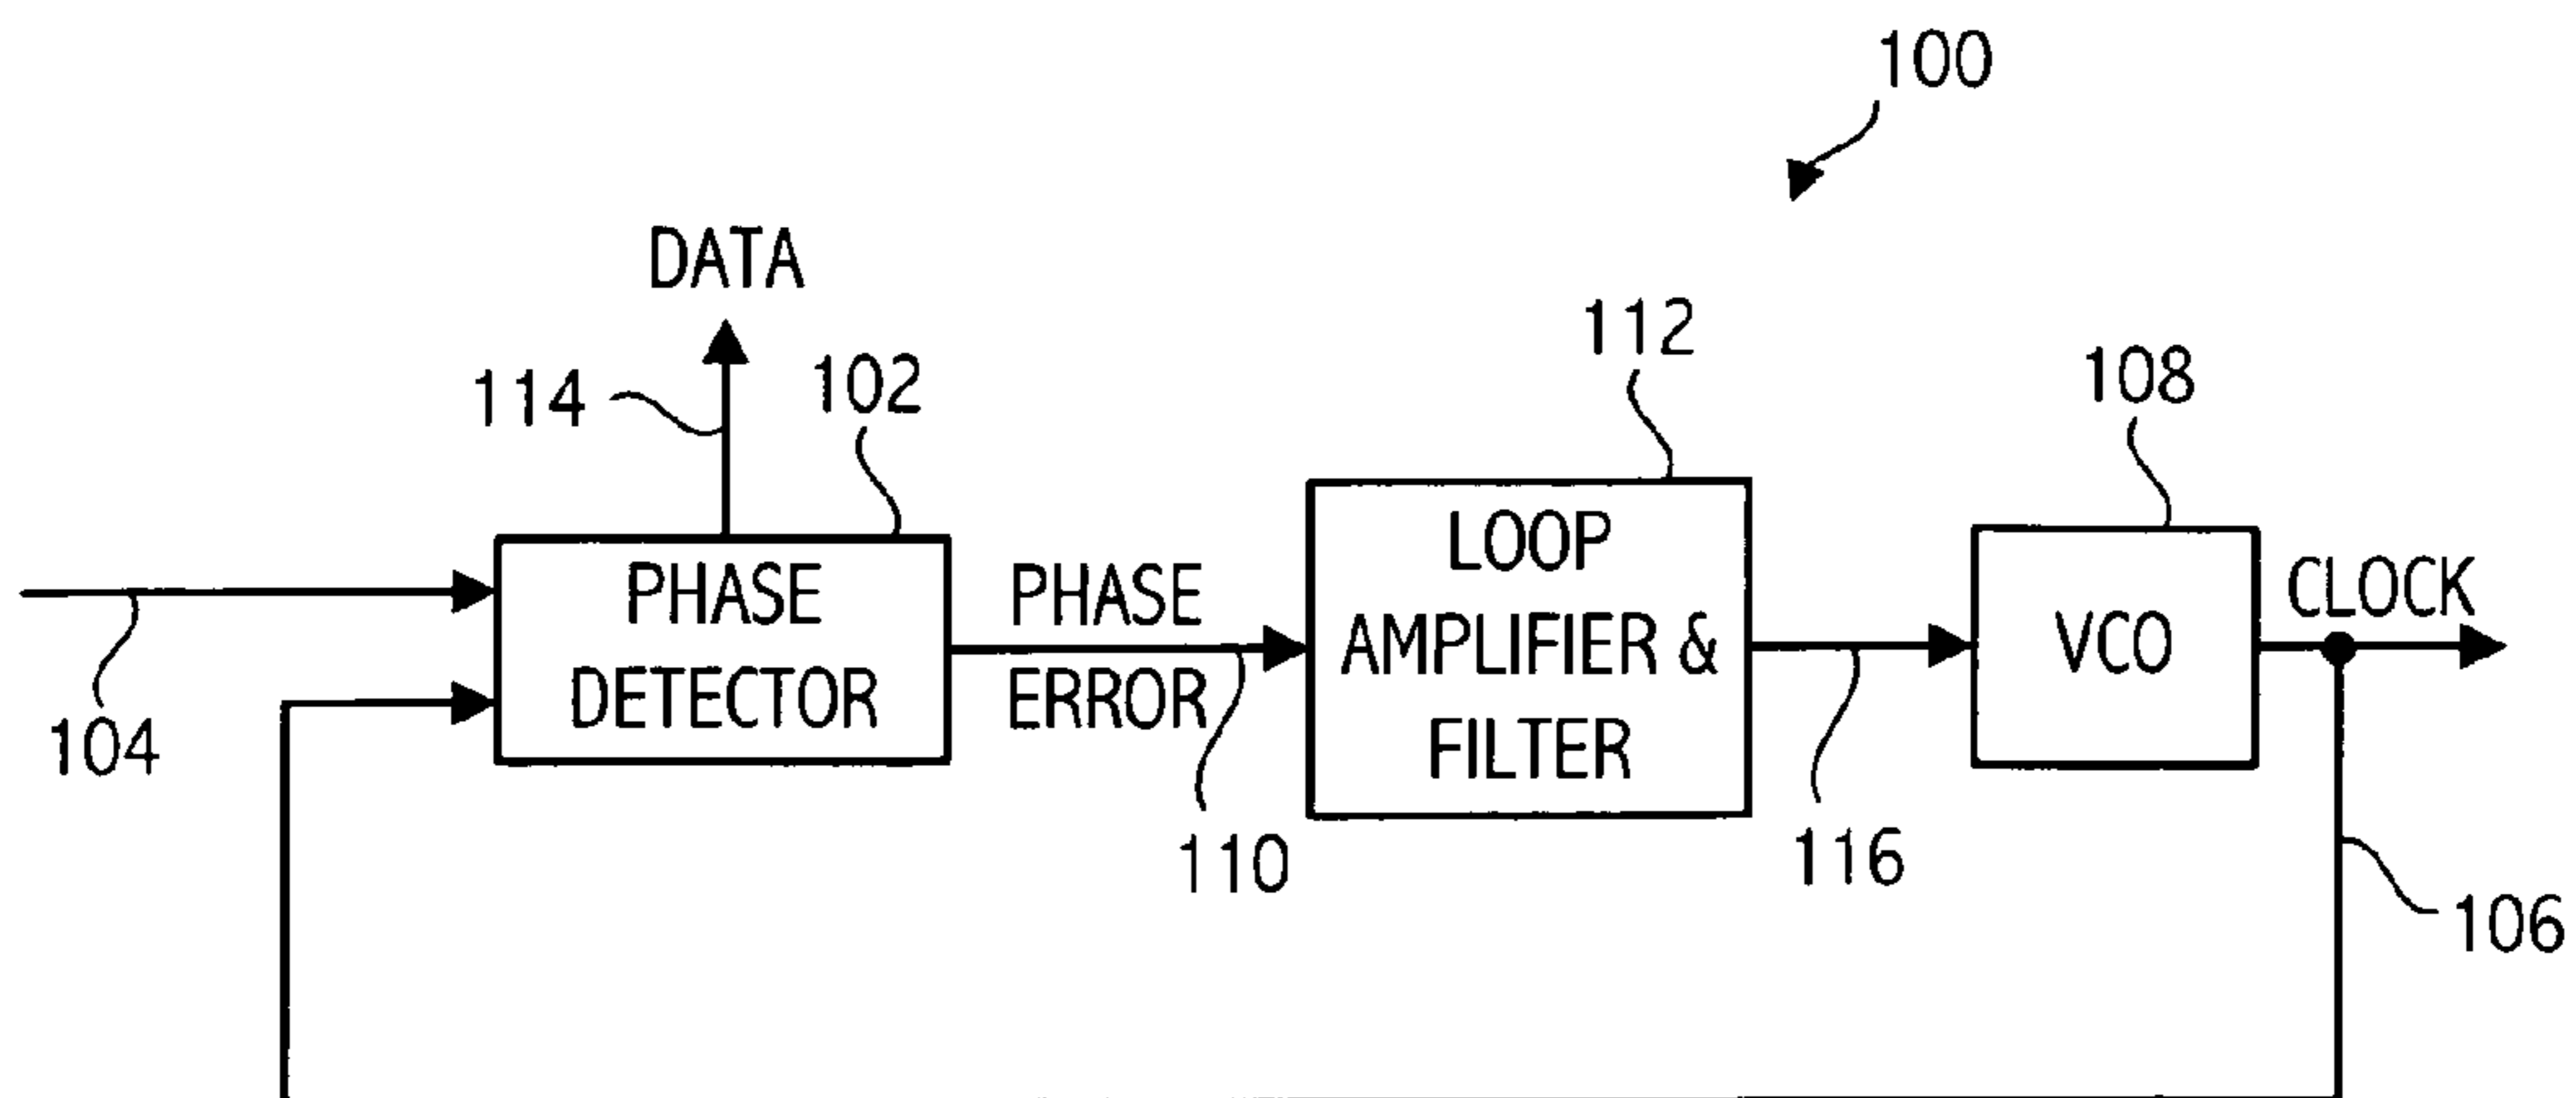 100
DATA
112
108
114
102
PHASE
DETECTOR
PHASE
ERROR
LOOP
AMPLIFIER &
FILTER
VCO
CLOCK
104
110
116
106